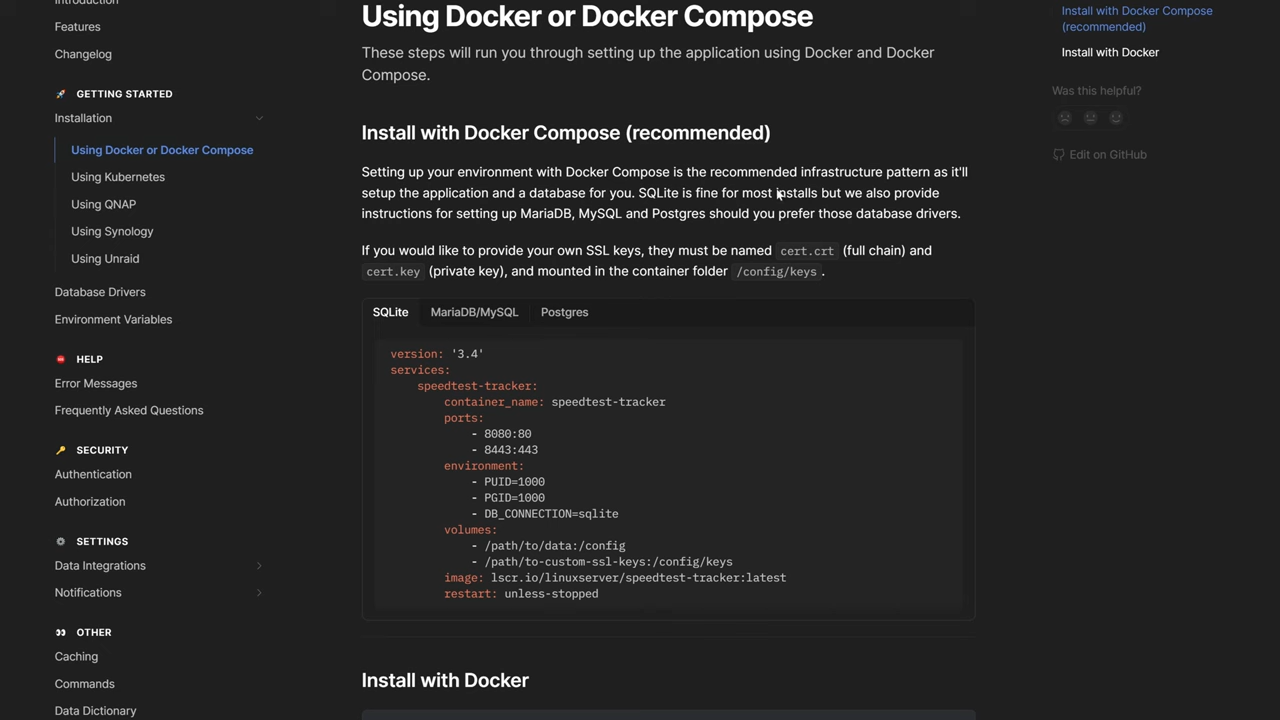 Introduction
Features
Changelog
🚀 GETTING STARTED
Installation
Using Docker or Docker Compose
Using Kubernetes
Using QNAP
Using Synology
Using Unraid
Database Drivers
Environment Variables
🆘 HELP
Error Messages
Frequently Asked Questions
🔑 SECURITY
Authentication
Authorization
⚙ SETTINGS
Data Integrations
Notifications
👀 OTHER
Caching
Commands
Data Dictionary
Using Docker or Docker Compose
These steps will run you through setting up the application using Docker and Docker
Compose.
Install with Docker Compose (recommended)
Setting up your environment with Docker Compose is the recommended infrastructure pattern as it'll
setup the application and a database for you. SQLite is fine for most installs but we also provide
instructions for setting up MariaDB, MySQL and Postgres should you prefer those database drivers.
If you would like to provide your own SSL keys, they must be named cert.crt (full chain) and
cert.key (private key), and mounted in the container folder /config/keys.
SQLite MariaDB/MySQL Postgres
version: '3.4'
services:
    speedtest-tracker:
        container_name: speedtest-tracker
        ports:
            - 8080:80
            - 8443:443
        environment:
            - PUID=1000
            - PGID=1000
            - DB_CONNECTION=sqlite
        volumes:
            - /path/to/data:/config
            - /path/to-custom-ssl-keys:/config/keys
        image: lscr.io/linuxserver/speedtest-tracker:latest
        restart: unless-stopped
Install with Docker
Install with Docker Compose
(recommended)
Install with Docker
Was this helpful?
Edit on GitHub